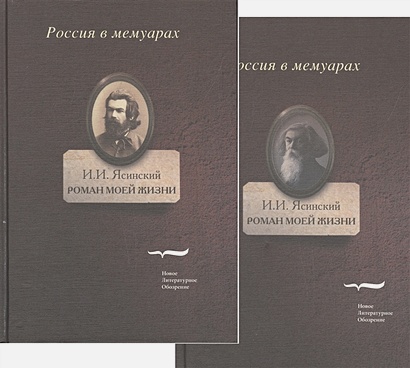 Россия в мемуарах
И.И. Ясинский
РОМАН МОЕЙ ЖИЗНИ
Новое
Литературное
Обозрение
оссия в мемуарах
И.И. Ясинский
РОМАН МОЕЙ ЖИЗНИ
Новое
Литературное
Обозрение